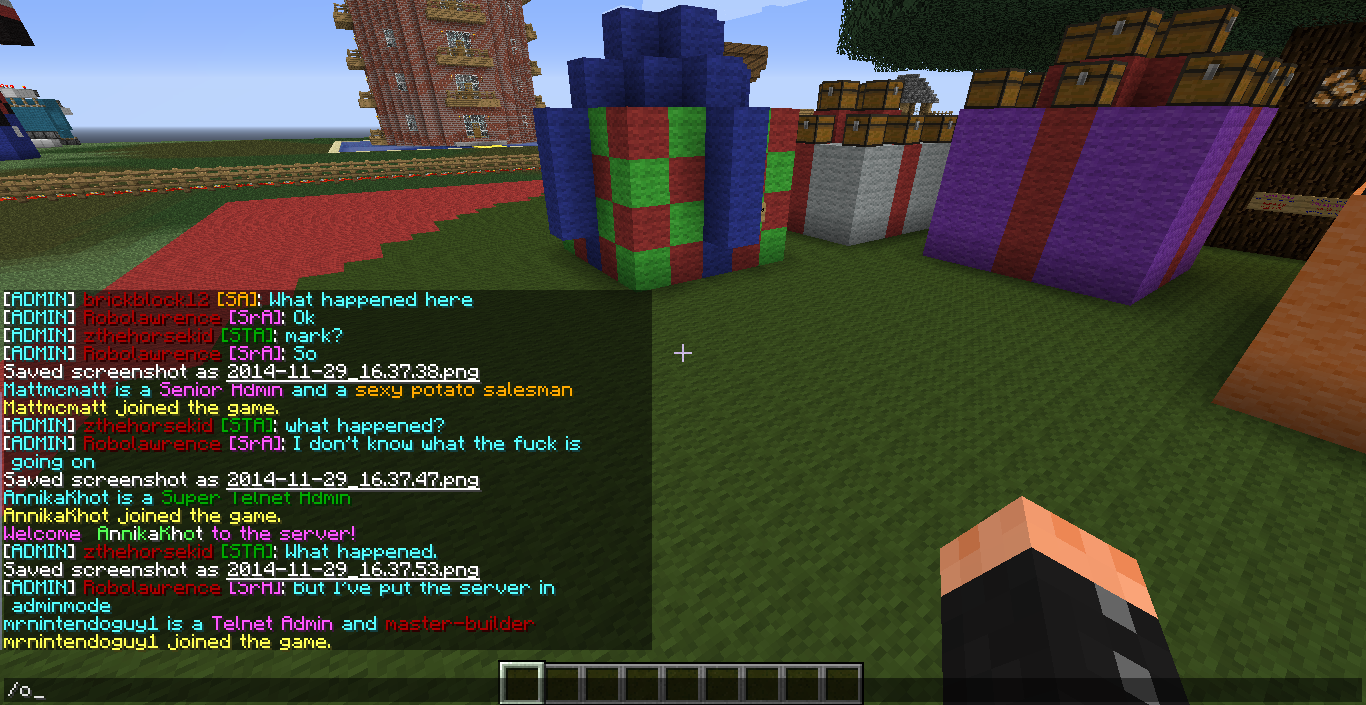 [ADMIN] brickblock12 [SA]: What happened here
[ADMIN] Robolawrence [SrA]: Ok
[ADMIN] zthehorsekid [STA]: mark?
[ADMIN] Robolawrence [SrA]: So
Saved screenshot as 2014-11-29_16.37.38.png
Mattmcmatt is a Senior Admin and a sexy potato salesman
Mattmcmatt joined the game.
[ADMIN] zthehorsekid [STA]: what happened?
[ADMIN] Robolawrence [SrA]: I don't know what the fuck is
going on
Saved screenshot as 2014-11-29_16.37.47.png
AnnikaKhot is a Super Telnet Admin
AnnikaKhot joined the game.
Welcome AnnikaKhot to the server!
[ADMIN] zthehorsekid [STA]: What happened.
Saved screenshot as 2014-11-29_16.37.53.png
[ADMIN] Robolawrence [SrA]: But I've put the server in
adminmode
mrnintendoguy1 is a Telnet Admin and master-builder
mrnintendoguy1 joined the game.
/o_